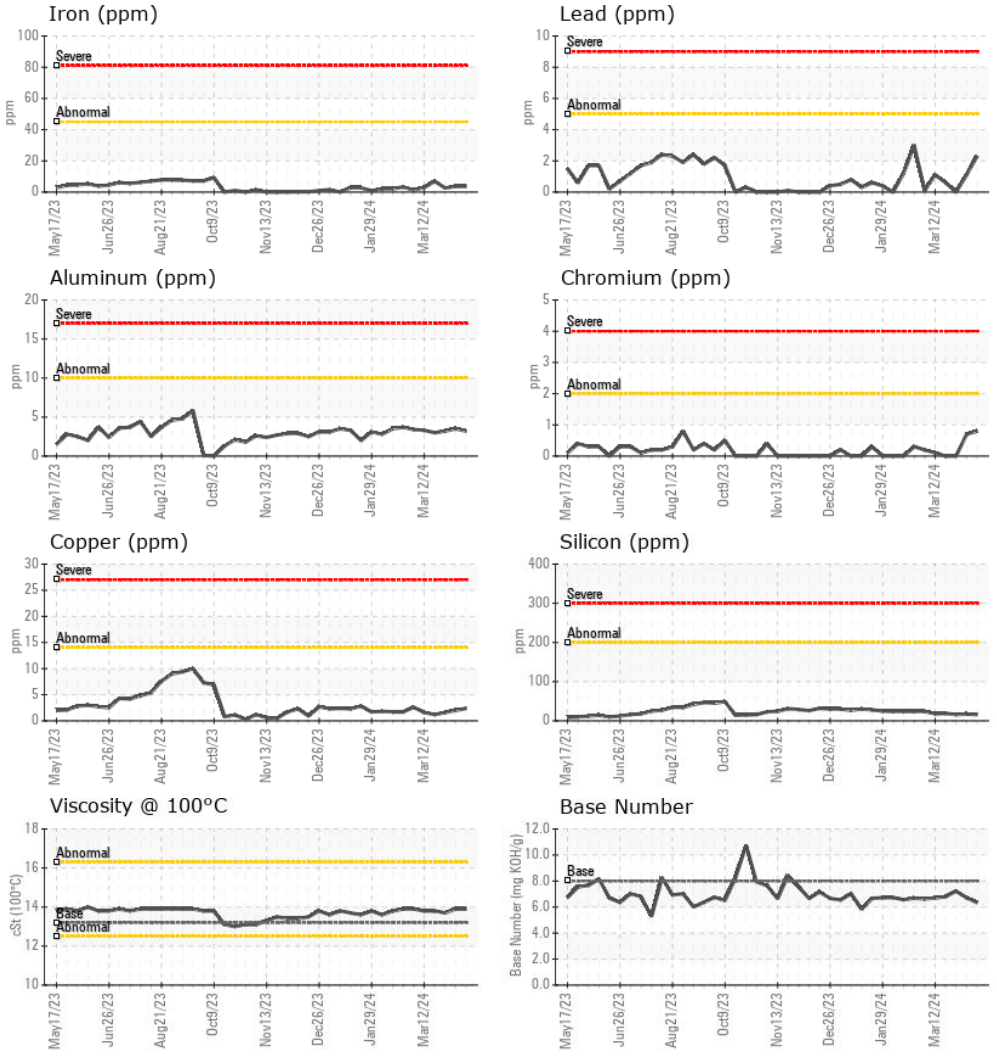 Iron (ppm)
100
80
60
40
20
0
ppm
Severe
Abnormal
May17/23
Jun26/23
Aug21/23
Oct9/23
Nov13/23
Dec26/23
Jan29/24
Mar12/24
Lead (ppm)
10
8
6
4
2
0
ppm
Severe
Abnormal
May17/23
Jun26/23
Aug21/23
Oct9/23
Nov13/23
Dec26/23
Jan29/24
Mar12/24
Aluminum (ppm)
20
15
10
5
0
ppm
Severe
Abnormal
May17/23
Jun26/23
Aug21/23
Oct9/23
Nov13/23
Dec26/23
Jan29/24
Mar12/24
Chromium (ppm)
5
4
3
2
1
0
ppm
Severe
Abnormal
May17/23
Jun26/23
Aug21/23
Oct9/23
Nov13/23
Dec26/23
Jan29/24
Mar12/24
Copper (ppm)
30
25
20
15
10
5
0
ppm
Severe
Abnormal
May17/23
Jun26/23
Aug21/23
Oct9/23
Nov13/23
Dec26/23
Jan29/24
Mar12/24
Silicon (ppm)
400
300
200
100
0
ppm
Severe
Abnormal
May17/23
Jun26/23
Aug21/23
Oct9/23
Nov13/23
Dec26/23
Jan29/24
Mar12/24
Viscosity @ 100°C
18
16
14
12
10
cSt (100°C)
Abnormal
Base
Abnormal
May17/23
Jun26/23
Aug21/23
Oct9/23
Nov13/23
Dec26/23
Jan29/24
Mar12/24
Base Number
12.0
10.0
8.0
6.0
4.0
2.0
0.0
Base Number (mg KOH/g)
Base
May17/23
Jun26/23
Aug21/23
Oct9/23
Nov13/23
Dec26/23
Jan29/24
Mar12/24